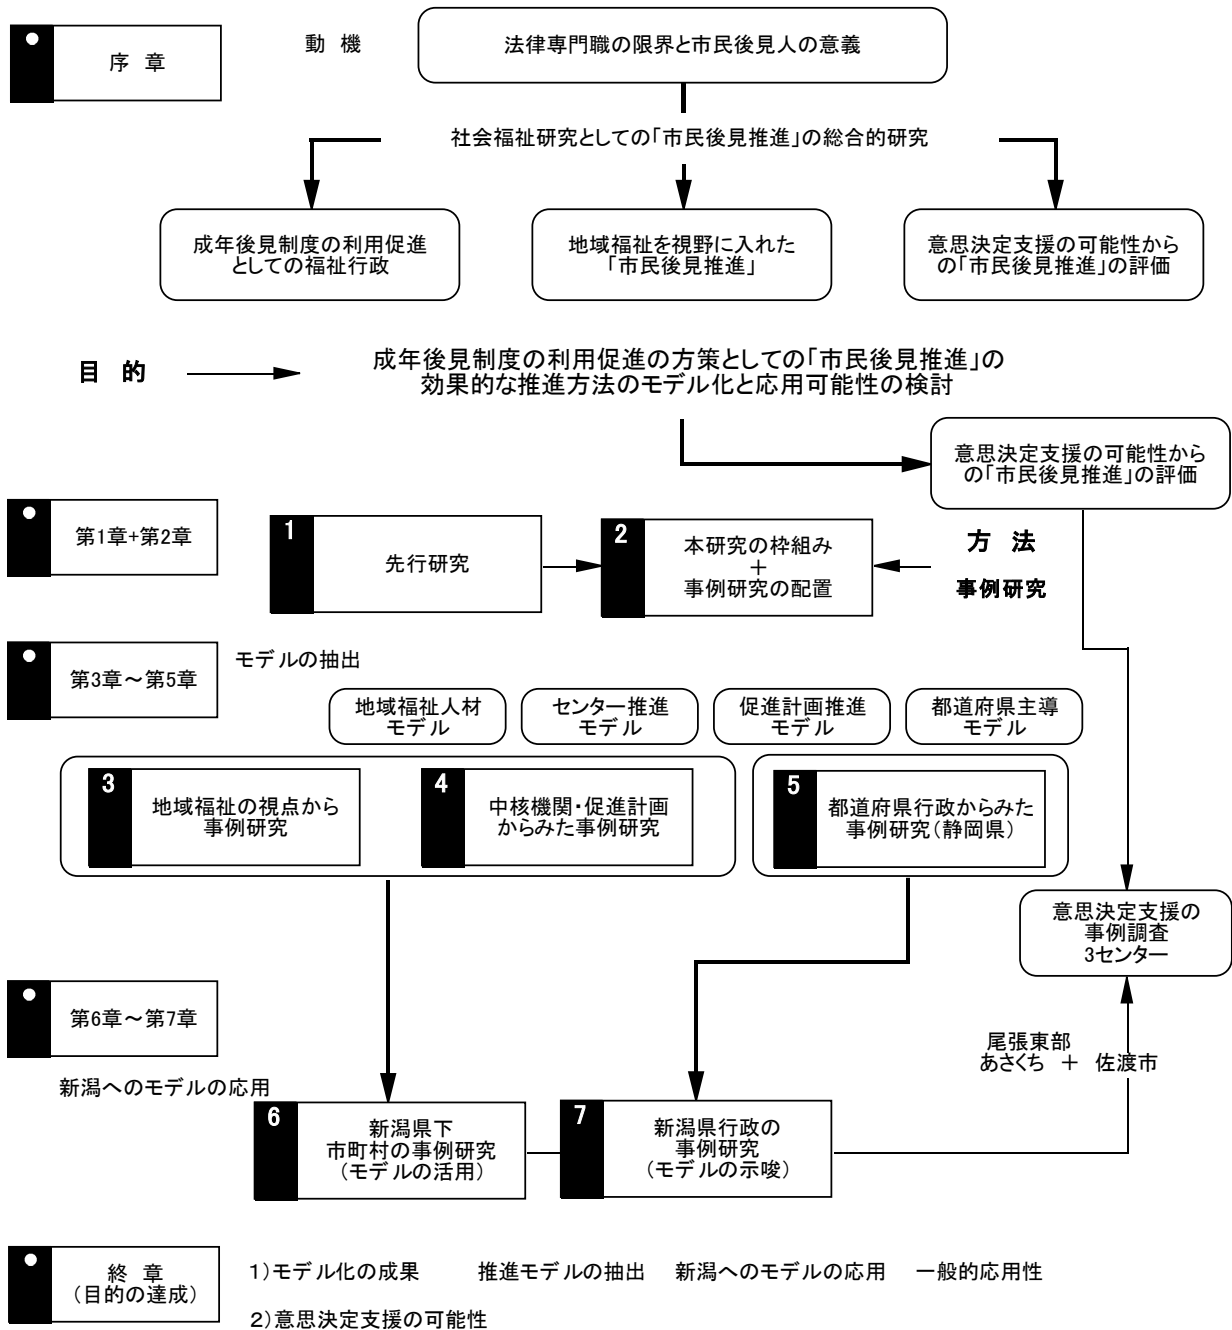 動 機
法律専門職の限界と市民後見人の意義
序 章
社会福祉研究としての「市民後見推進」の総合的研究
成年後見制度の利用促進
としての福祉行政
地域福祉を視野に入れた
「市民後見推進」
意思決定支援の可能性から
の「市民後見推進」の評価
目 的
成年後見制度の利用促進の方策としての「市民後見推進」の
効果的な推進方法のモデル化と応用可能性の検討
意思決定支援の可能性から
の「市民後見推進」の評価
第1章+第2章
1
先行研究
2
本研究の枠組み
+
事例研究の配置
方 法
事例研究
第3章～第5章
モデルの抽出
地域福祉人材
モデル
センター推進
モデル
促進計画推進
モデル
都道府県主導
モデル
3
地域福祉の視点から
事例研究
4
中核機関・促進計画
からみた事例研究
5
都道府県行政からみた
事例研究(静岡県)
意思決定支援の
事例調査
3センター
第6章～第7章
尾張東部
あさくち + 佐渡市
新潟へのモデルの応用
6
新潟県下
市町村の事例研究
(モデルの活用)
7
新潟県行政の
事例研究
(モデルの示唆)
終 章
(目的の達成)
1)モデル化の成果 推進モデルの抽出 新潟へのモデルの応用 一般的応用性
2)意思決定支援の可能性